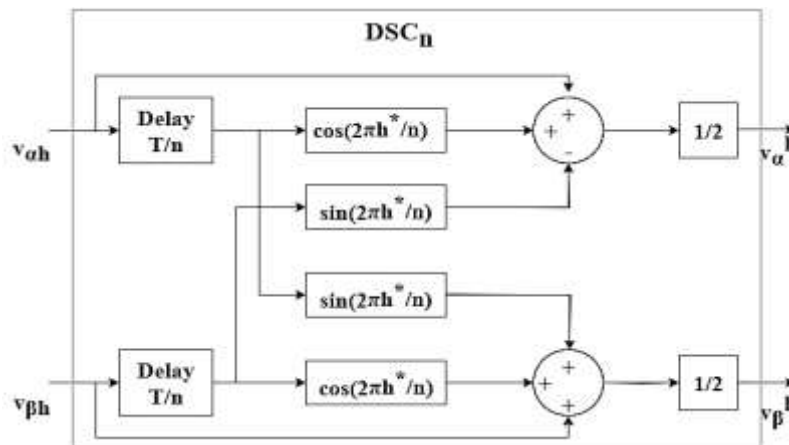 DSCn
Delay
T/n
cos(2πh*/n)
+
+
-
1/2
vαh
vα
sin(2πh*/n)
sin(2πh*/n)
Delay
T/n
cos(2πh*/n)
+
+
+
1/2
vβh
vβ